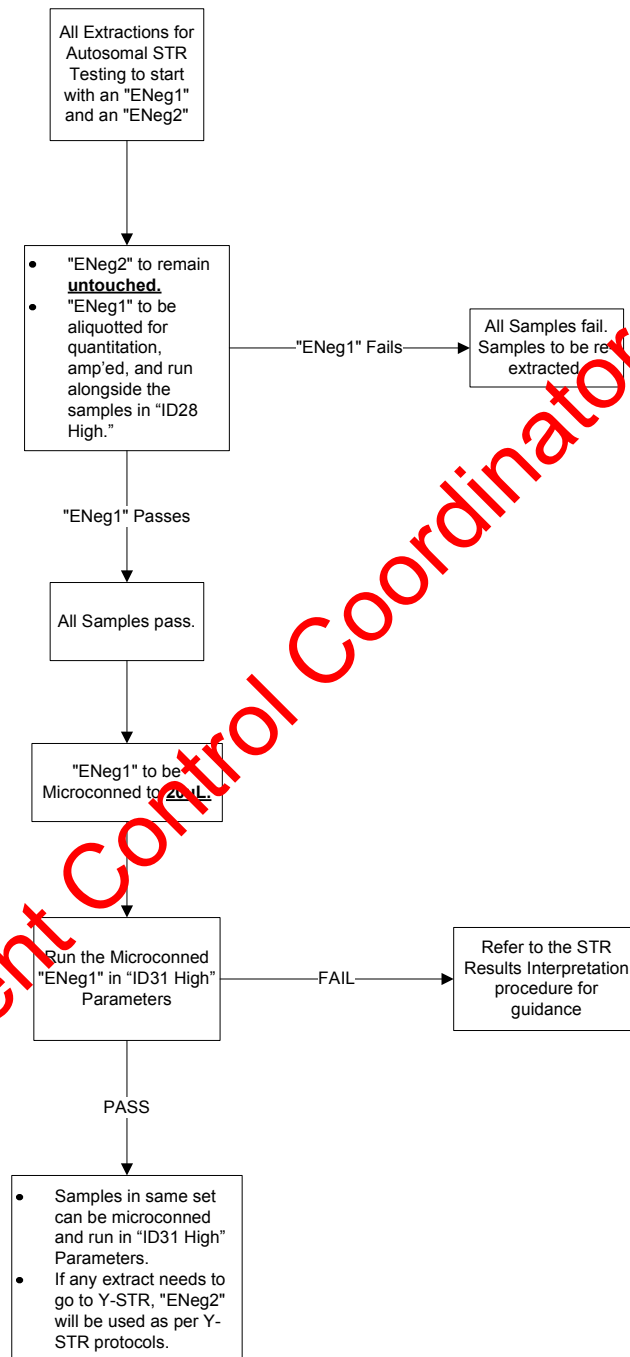 All Extractions for
Autosomal STR
Testing to start
with an "ENeg1"
and an "ENeg2"
• "ENeg2" to remain
untouched.
• "ENeg1" to be
aliquotted for
quantitation,
amp'ed, and run
alongside the
samples in “ID28
High.”
"ENeg1" Fails
All Samples fail.
Samples to be re-
extracted
"ENeg1" Passes
All Samples pass.
"ENeg1" to be
Microconned to 20uL.
Run the Microconned
"ENeg1" in “ID31 High”
Parameters
FAIL
Refer to the STR
Results Interpretation
procedure for
guidance
PASS
• Samples in same set
can be microconned
and run in “ID31 High”
Parameters.
• If any extract needs to
go to Y-STR, "ENeg2"
will be used as per Y-
STR protocols.
Control Coordinator